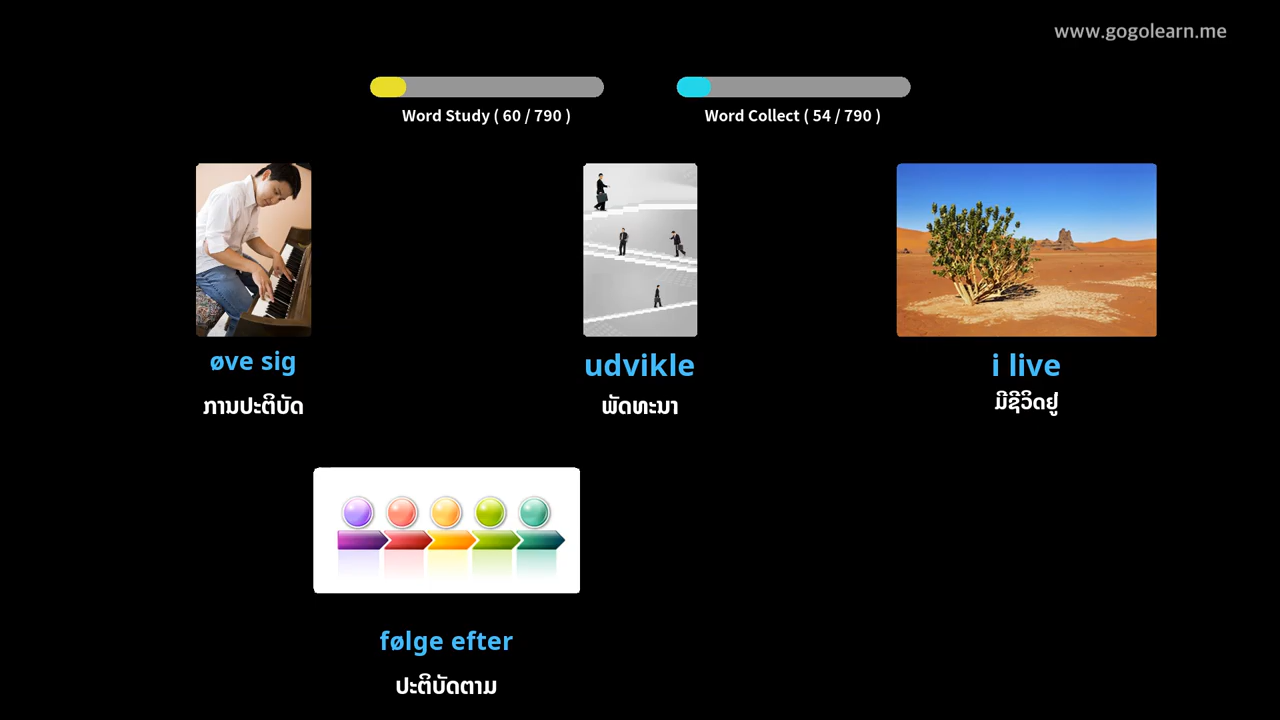 www.gogolearn.me
Word Study ( 60 / 790 )
Word Collect ( 54 / 790 )
øve sig
ການປະຕິບັດ
udvikle
ພັດທະນາ
i live
ມີຊີວິດຢູ່
følge efter
ປະຕິບັດຕາມ